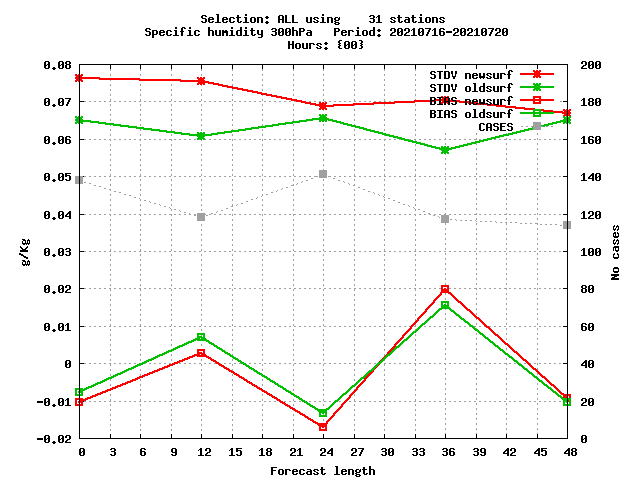 Selection: ALL using    31 stations
Specific humidity 300hPa   Period: 20210716-20210720
Hours: {00}
0.08
0.07
0.06
0.05
0.04
0.03
0.02
0.01
0
-0.01
-0.02
g/Kg
STDV newsurf
STDV oldsurf
BIAS newsurf
BIAS oldsurf
CASES
200
180
160
140
120
100
80
60
40
20
0
No cases
0 3 6 9 12 15 18 21 24 27 30 33 36 39 42 45 48
Forecast length